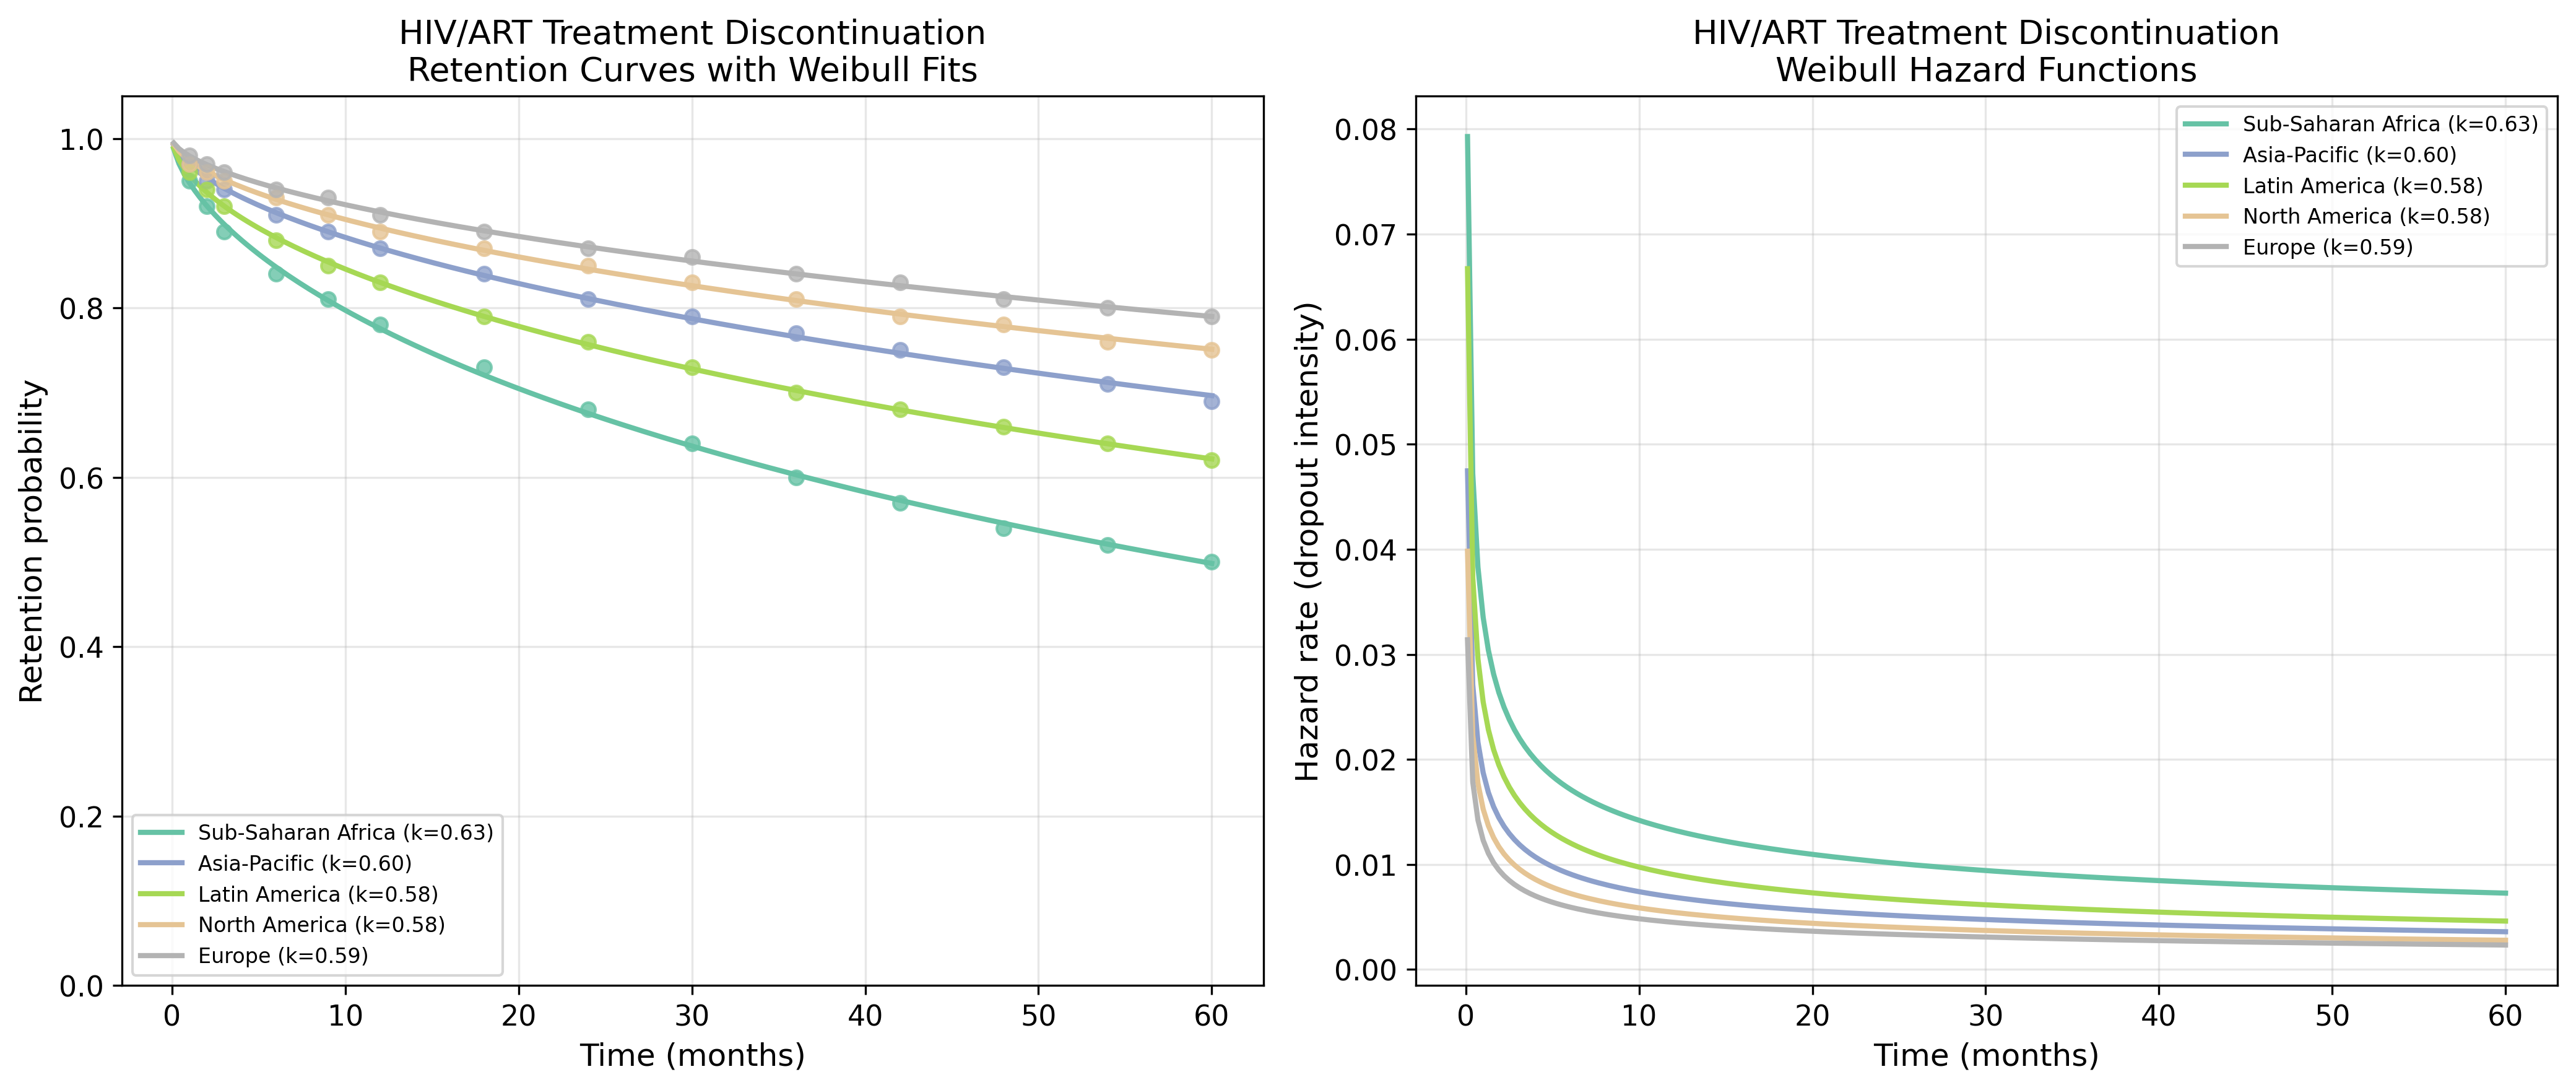 HIV/ART Treatment Discontinuation
Retention Curves with Weibull Fits
Retention probability
1.0
0.8
0.6
0.4
0.2
0.0
Sub-Saharan Africa (k=0.63)
Asia-Pacific (k=0.60)
Latin America (k=0.58)
North America (k=0.58)
Europe (k=0.59)
0 10 20 30 40 50 60
Time (months)
HIV/ART Treatment Discontinuation
Weibull Hazard Functions
Hazard rate (dropout intensity)
0.08
0.07
0.06
0.05
0.04
0.03
0.02
0.01
0.00
Sub-Saharan Africa (k=0.63)
Asia-Pacific (k=0.60)
Latin America (k=0.58)
North America (k=0.58)
Europe (k=0.59)
0 10 20 30 40 50 60
Time (months)